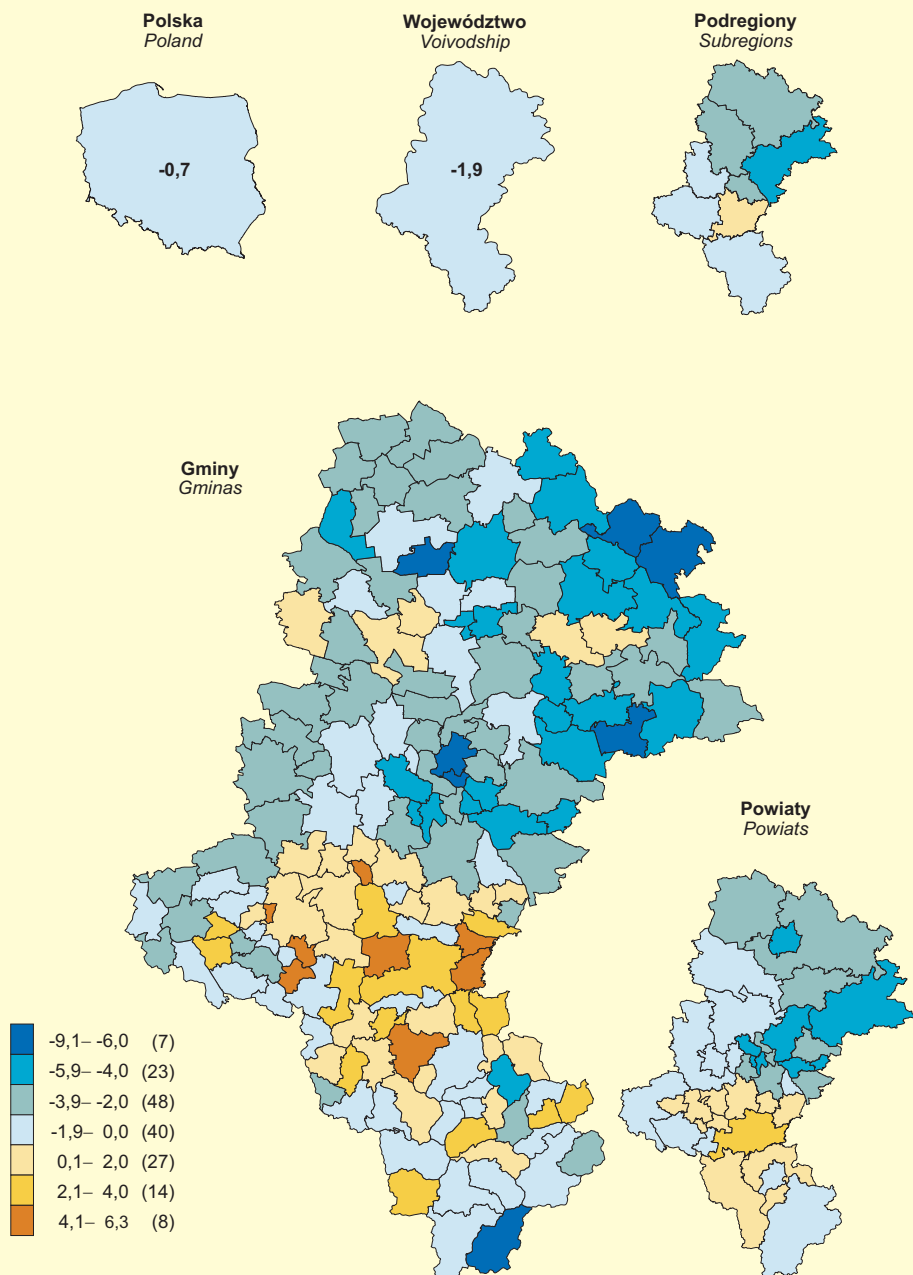 Polska
Poland
-0,7
Województwo
Voivodship
-1,9
Podregiony
Subregions
Gminy
Gminas
Powiaty
Powiats
-9,1– -6,0 (7)
-5,9– -4,0 (23)
-3,9– -2,0 (48)
-1,9– 0,0 (40)
0,1– 2,0 (27)
2,1– 4,0 (14)
4,1– 6,3 (8)